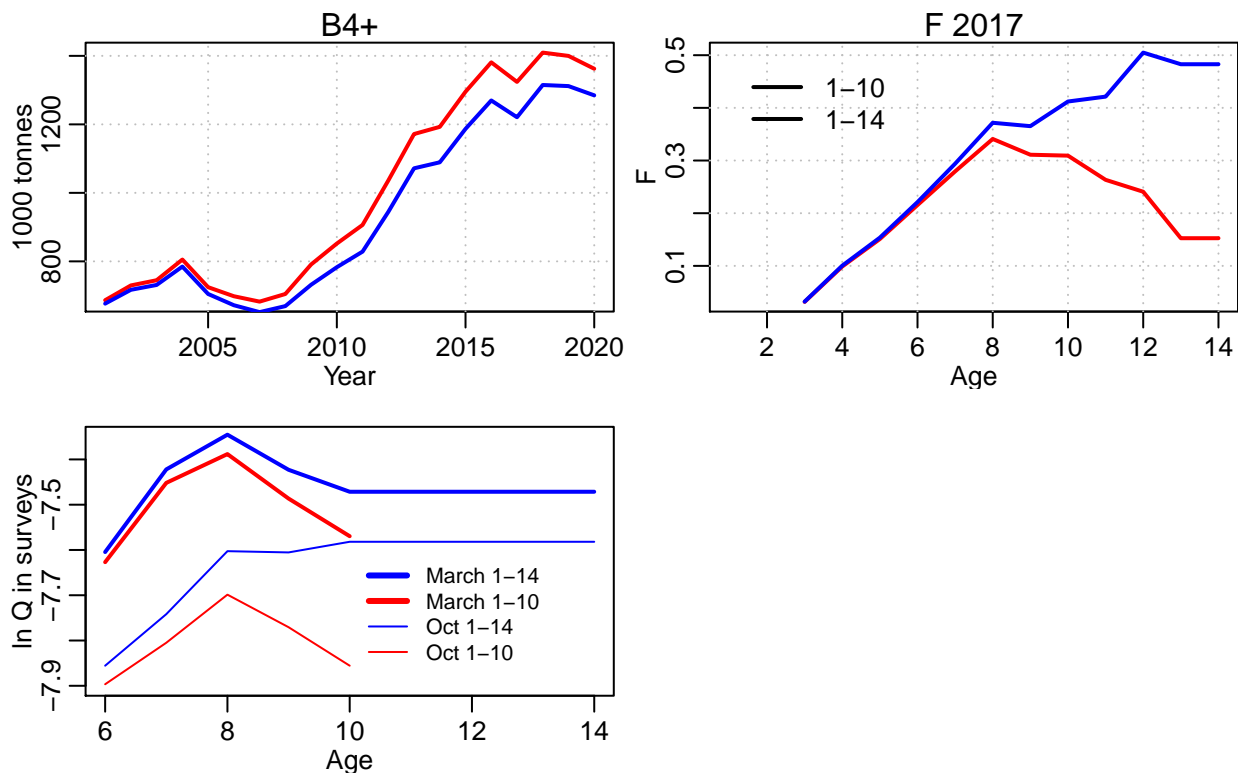 B4+
1000 tonnes
800
1200
2005
2010
2015
2020
Year
F 2017
F
0.1
0.3
0.5
1−10
1−14
2
4
6
8
10
12
14
Age
ln Q in surveys
−7.9
−7.7
−7.5
March 1−14
March 1−10
Oct 1−14
Oct 1−10
6
8
10
12
14
Age